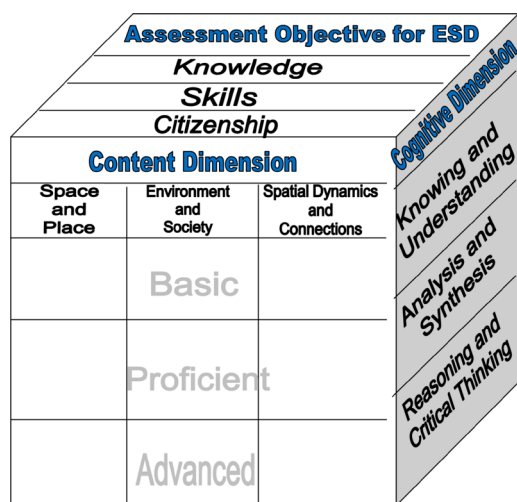 Assessment Objective for ESD
Knowledge
Skills
Citizenship
Content Dimension
Space
and
Place
Environment
and
Society
Spatial Dynamics
and
Connections
Basic
Proficient
Advanced
Cognitive Dimension
Knowing and
Understanding
Analysis and
Synthesis
Reasoning and
Critical Thinking